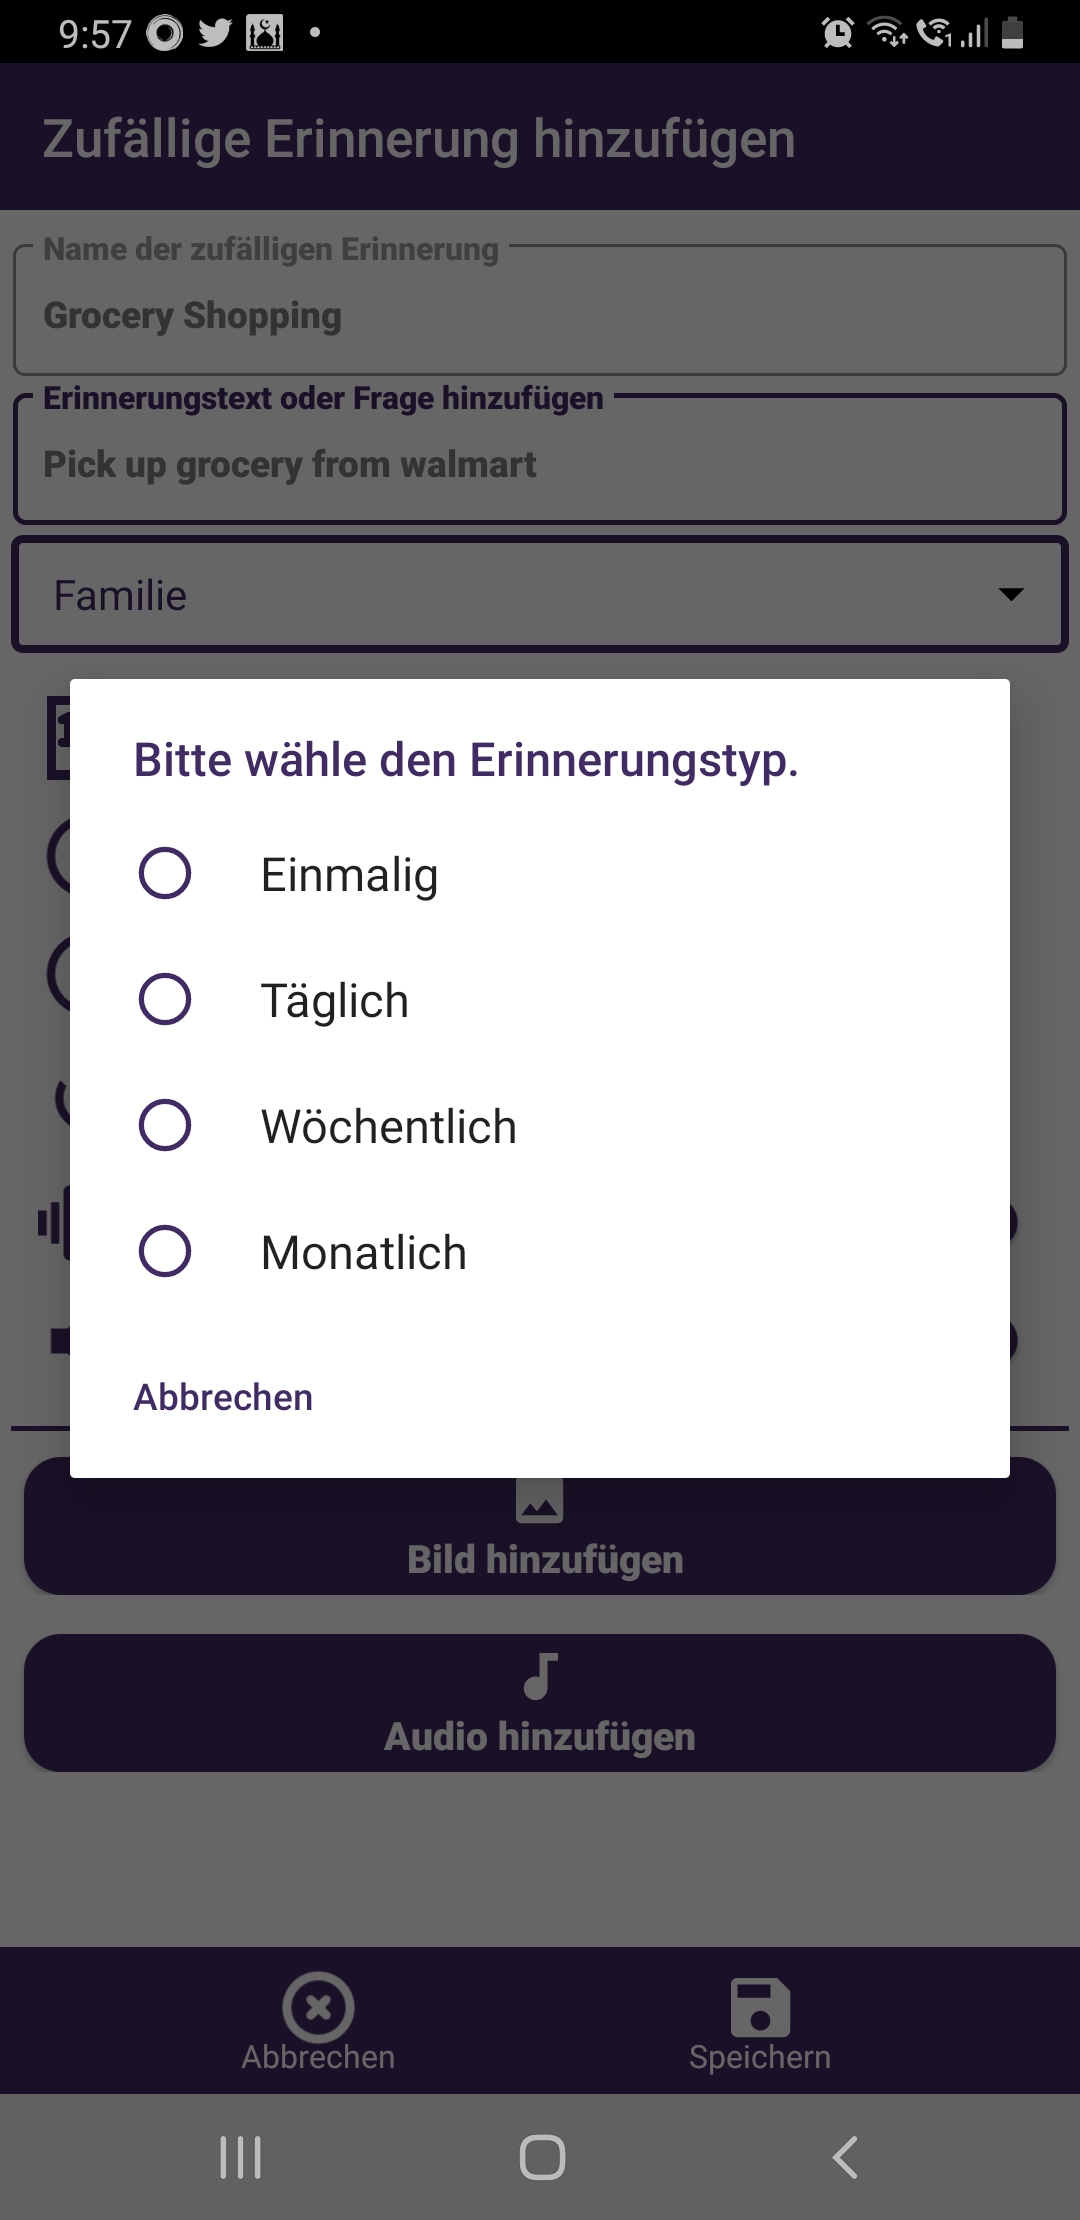 9:57
Zufällige Erinnerung hinzufügen
Name der zufälligen Erinnerung
Grocery Shopping
Erinnerungstext oder Frage hinzufügen
Pick up grocery from walmart
Familie
Bitte wähle den Erinnerungstyp.
Einmalig
Täglich
Wöchentlich
Monatlich
Abbrechen
Bild hinzufügen
Audio hinzufügen
Abbrechen
Speichern